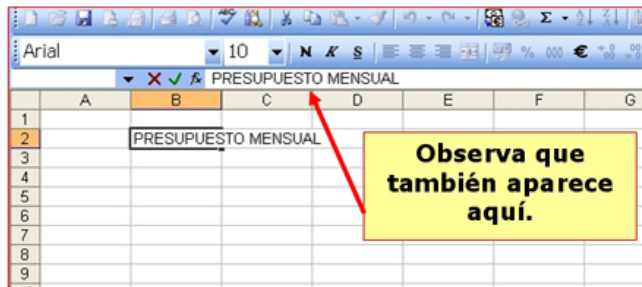 Arial 10 N K S % 000 €
PRESUPUESTO MENSUAL
A B C D E F G
1
2 PRESUPUESTO MENSUAL
3
4
5
6
7
8
9
Observa que
también aparece
aquí.